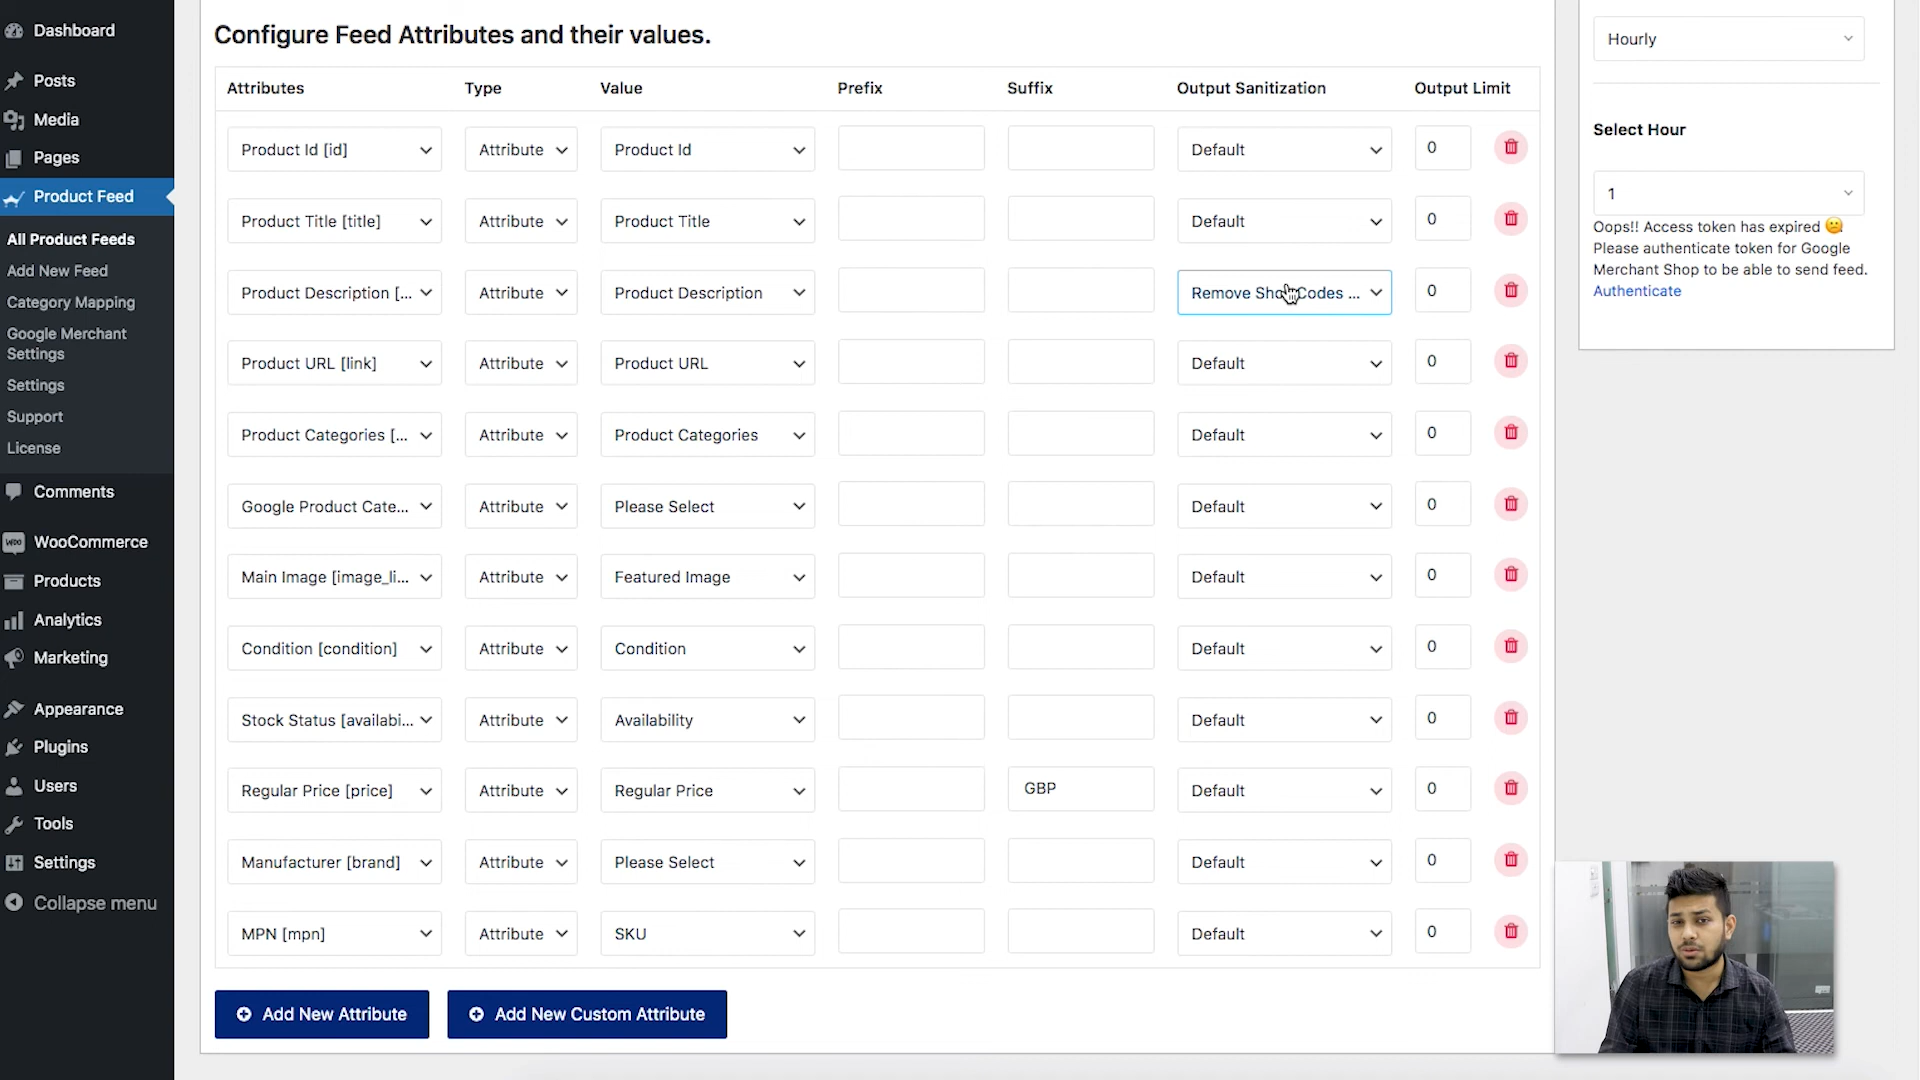 Dashboard
Posts
Media
Pages
Product Feed
All Product Feeds
Add New Feed
Category Mapping
Google Merchant
Settings
Settings
Support
License
Comments
WooCommerce
Products
Analytics
Marketing
Appearance
Plugins
Users
Tools
Settings
Collapse menu
Configure Feed Attributes and their values.
Attributes Type Value Prefix Suffix Output Sanitization Output Limit
Product Id [id] Attribute Product Id Default 0
Product Title [title] Attribute Product Title Default 0
Product Description [... Attribute Product Description Remove ... 0
Product URL [link] Attribute Product URL Default 0
Product Categories [... Attribute Product Categories Default 0
Google Product Cate... Attribute Please Select Default 0
Main Image [image_li... Attribute Featured Image Default 0
Condition [condition] Attribute Condition Default 0
Stock Status [availabi... Attribute Availability Default 0
Regular Price [price] Attribute Regular Price GBP Default 0
Manufacturer [brand] Attribute Please Select Default 0
MPN [mpn] Attribute SKU Default 0
Add New Attribute Add New Custom Attribute
Hourly
Select Hour
1
Oops!! Access token has expired 😕
Please authenticate token for Google
Merchant Shop to be able to send feed.
Authenticate